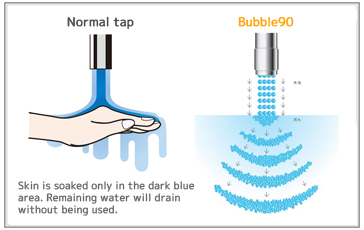 Normal tap
Bubble90
Skin is soaked only in the dark blue
area. Remaining water will drain
without being used.